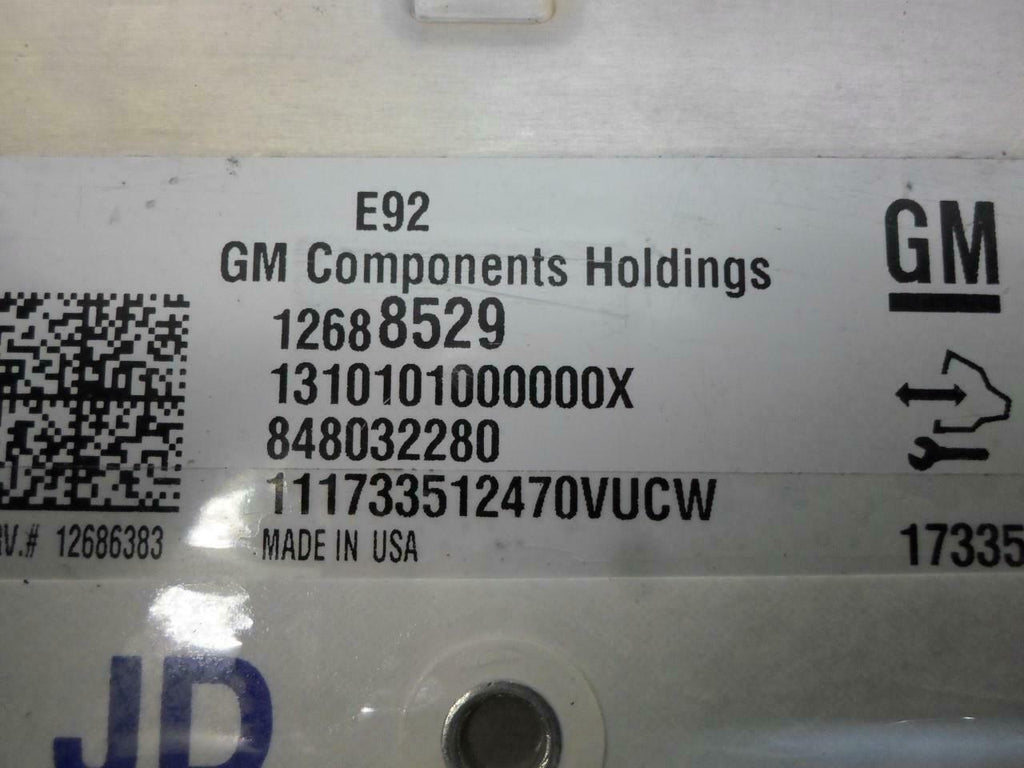 E92
GM Components Holdings
GM
12688529
1310101000000X
848032280
111733512470VUCW
V.# 12686383
MADE IN USA
17335
JD